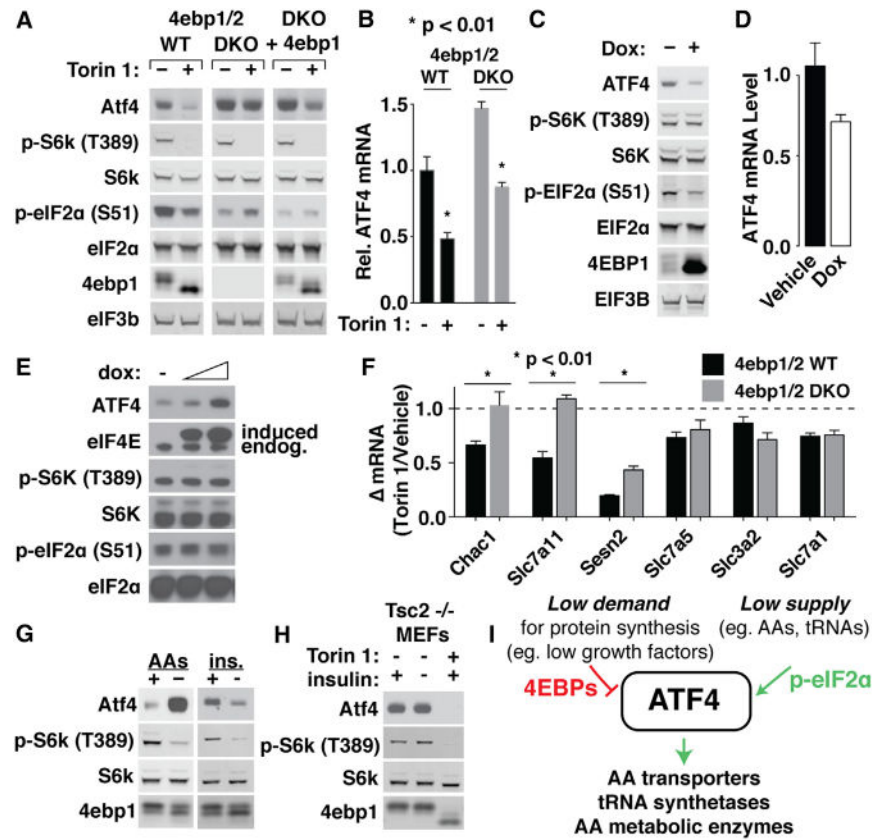 A
4ebp1/2
WT
DKO
DKO
+ 4ebp1
Torin 1: – + – + – +
Atf4
p-S6k (T389)
S6k
p-eIF2α (S51)
eIF2α
4ebp1
eIF3b
B
* p < 0.01
4ebp1/2
WT DKO
Rel. ATF4 mRNA
1.5
1.0
0.5
0.0
* *
Torin 1: - + - +
C
Dox: – +
ATF4
p-S6K (T389)
S6K
p-EIF2α (S51)
EIF2α
4EBP1
EIF3B
D
ATF4 mRNA Level
1.0
0.5
0.0
Vehicle
Dox
E
dox: -
ATF4
eIF4E
induced
endog.
p-S6K (T389)
S6K
p-eIF2α (S51)
eIF2α
F
* p < 0.01
4ebp1/2 WT
4ebp1/2 DKO
* * *
Δ mRNA
(Torin 1/Vehicle)
1.0
0.5
0.0
Chac1
Slc7a11
Sesn2
Slc7a5
Slc3a2
Slc7a1
G
AAs ins.
+ – + –
Atf4
p-S6k (T389)
S6k
4ebp1
H
Tsc2 -/-
MEFs
Torin 1: - - +
insulin: + - +
Atf4
p-S6k (T389)
S6k
4ebp1
I
Low demand
for protein synthesis
(eg. low growth factors)
Low supply
(eg. AAs, tRNAs)
4EBPs
ATF4
p-eIF2α
AA transporters
tRNA synthetases
AA metabolic enzymes